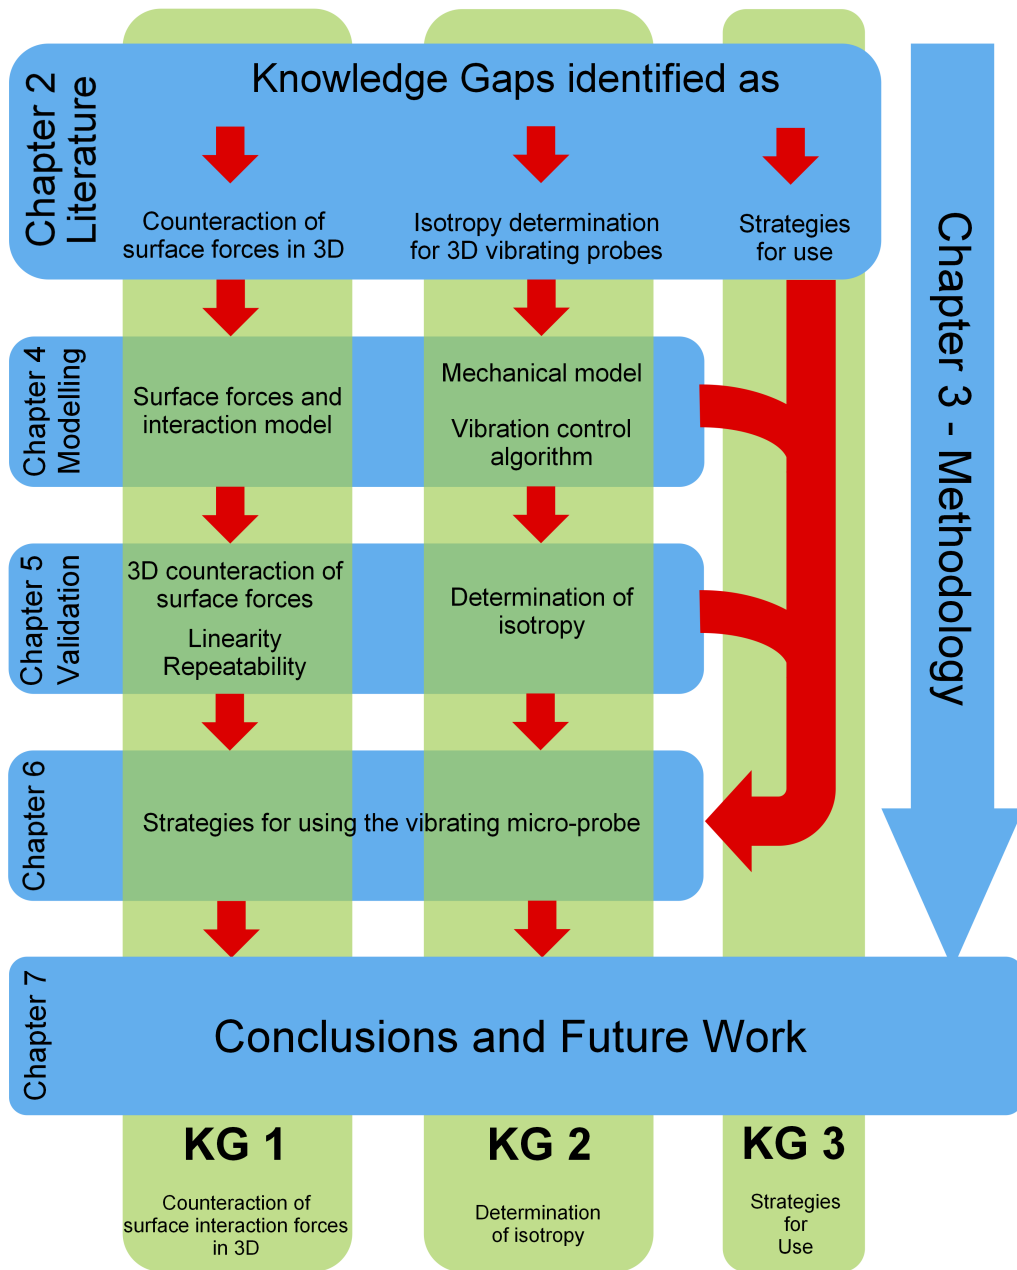 Chapter 2
Literature
Knowledge Gaps identified as
Counteraction of
surface forces in 3D
Isotropy determination
for 3D vibrating probes
Strategies
for use
Chapter 3 - Methodology
Chapter 4
Modelling
Surface forces and
interaction model
Mechanical model
Vibration control
algorithm
Chapter 5
Validation
3D counteraction of
surface forces
Linearity
Repeatability
Determination of
isotropy
Chapter 6
Strategies for using the vibrating micro-probe
Chapter 7
Conclusions and Future Work
KG 1
Counteraction of
surface interaction forces
in 3D
KG 2
Determination
of isotropy
KG 3
Strategies
for
Use